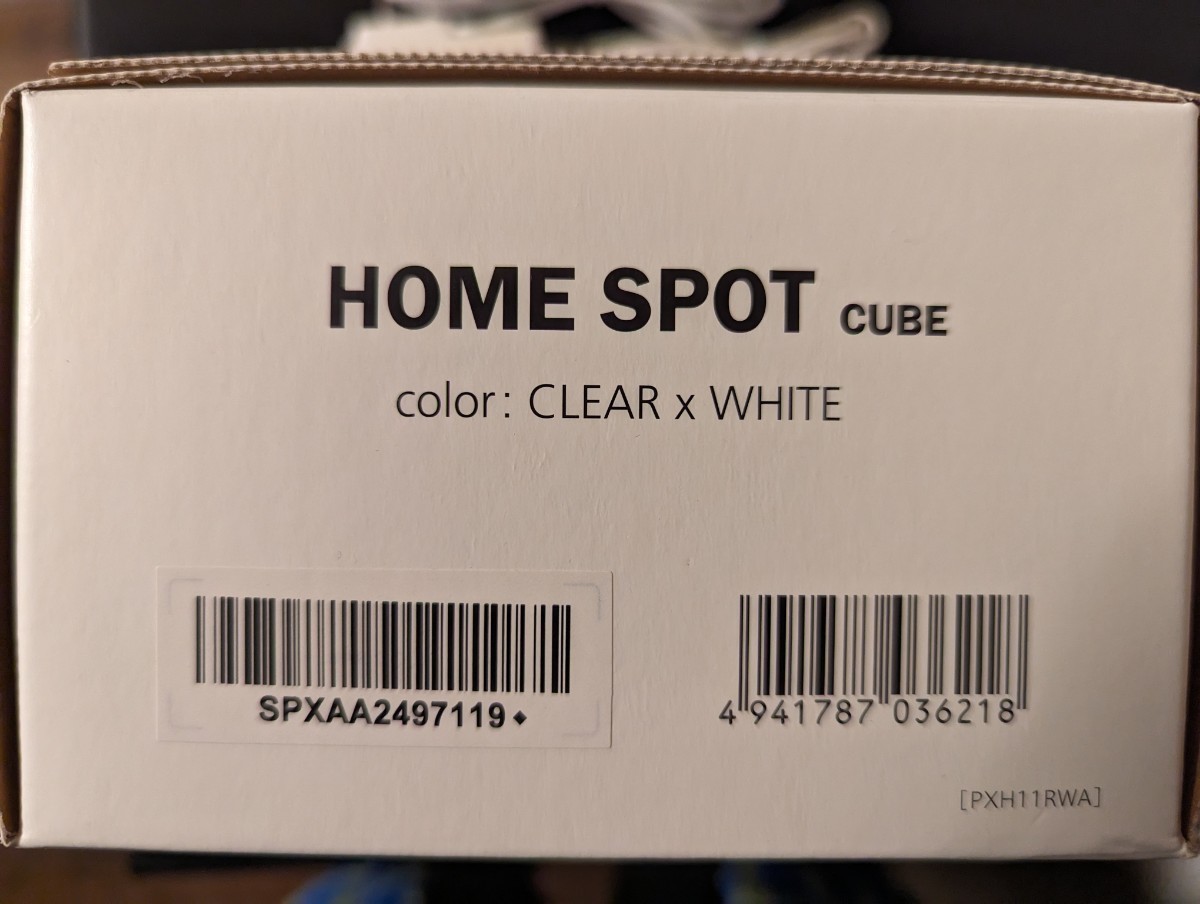 HOME SPOT CUBE
color: CLEAR x WHITE
SPXAA2497119◆
4 941787 036218
[PXH11RWA]